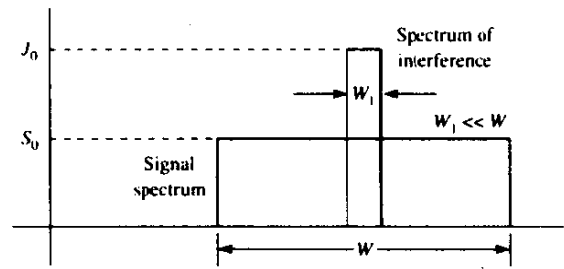 J₀
Spectrum of
interference
W₁
W₁ << W
S₀
Signal
spectrum
W